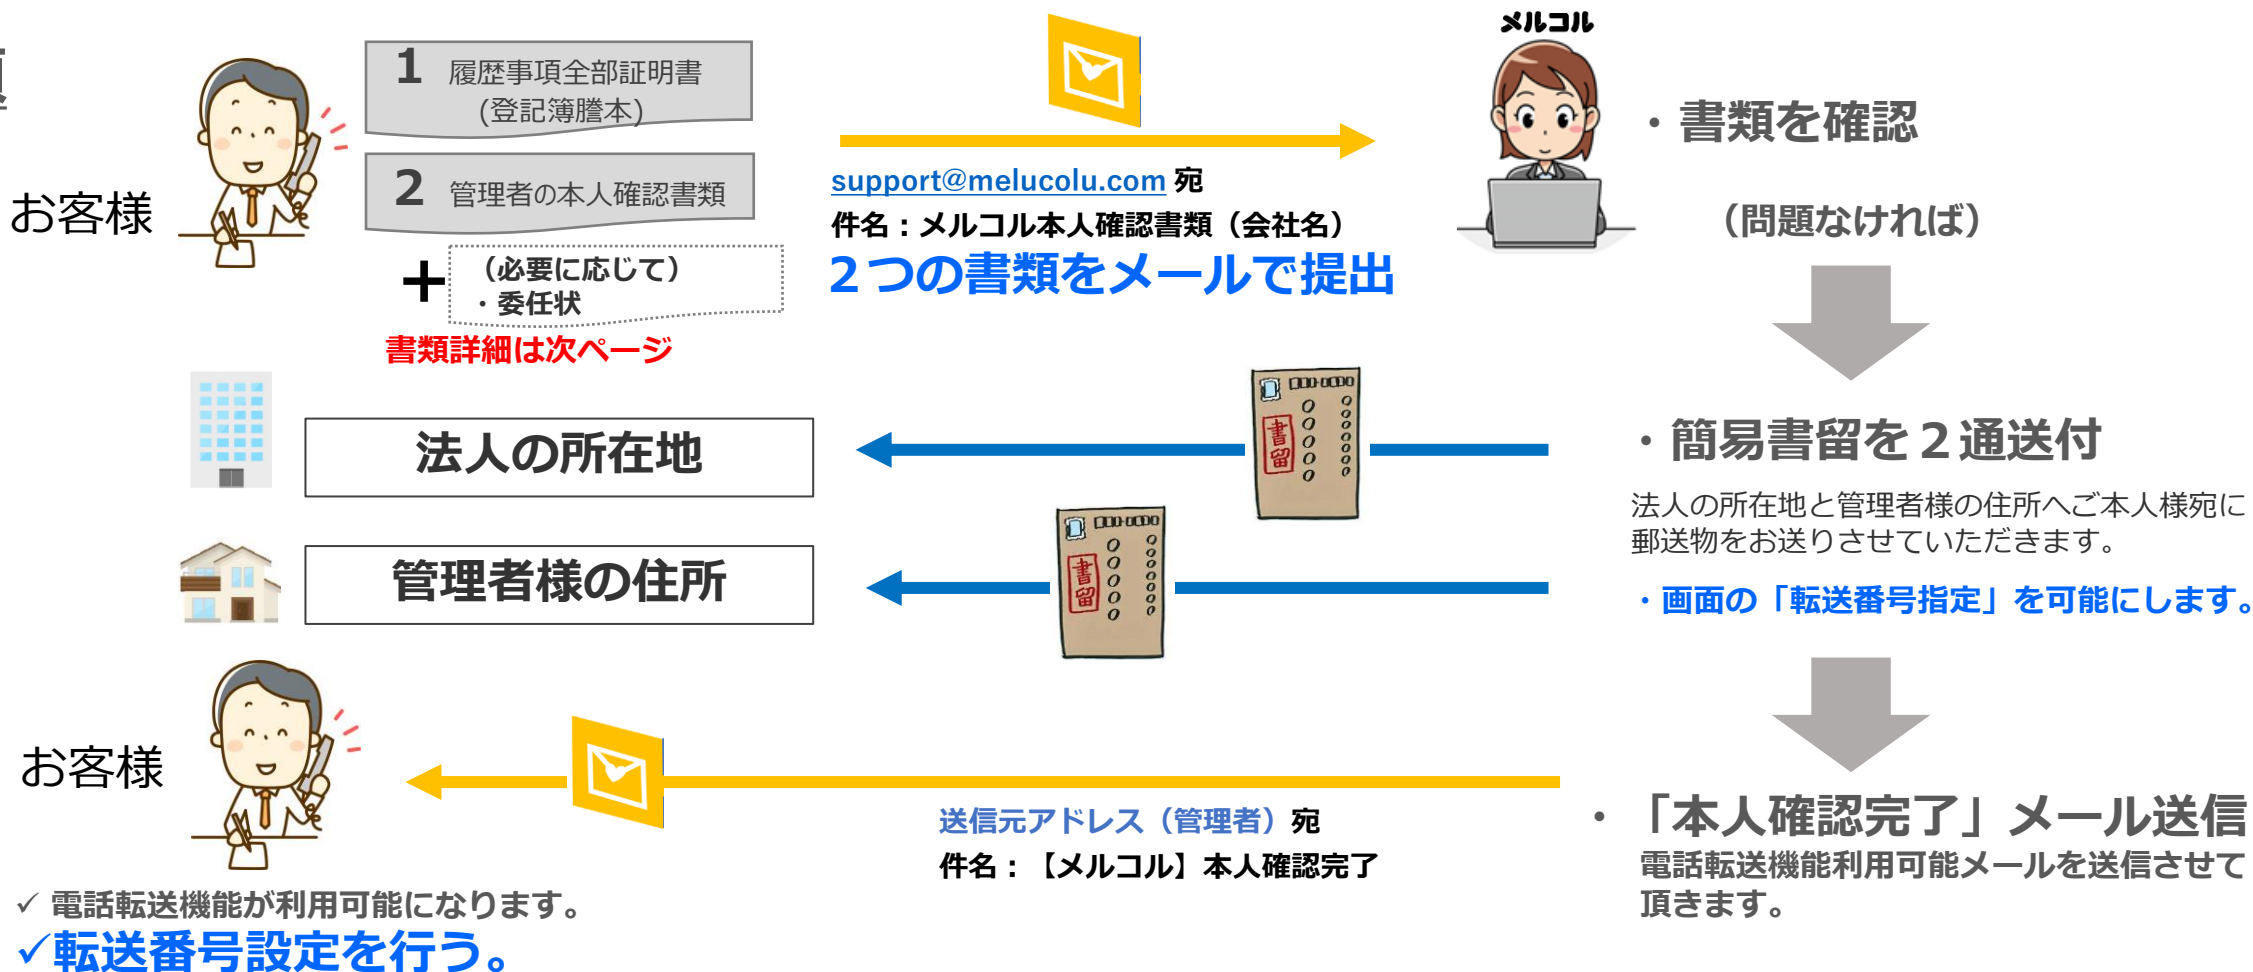 メルコル
1 履歴事項全部証明書
(登記簿謄本)
2 管理者の本人確認書類
お客様
+
（必要に応じて）
・委任状
書類詳細は次ページ
support@melucolu.com 宛
件名：メルコル本人確認書類（会社名）
２つの書類をメールで提出
・書類を確認
（問題なければ）
法人の所在地
書留
・簡易書留を２通送付
法人の所在地と管理者様の住所へご本人様宛に
郵送物をお送りさせていただきます。
管理者様の住所
書留
・画面の「転送番号指定」を可能にします。
お客様
送信元アドレス（管理者）宛
件名：【メルコル】本人確認完了
・「本人確認完了」メール送信
電話転送機能利用可能メールを送信させて
頂きます。
✓ 電話転送機能が利用可能になります。
✓転送番号設定を行う。